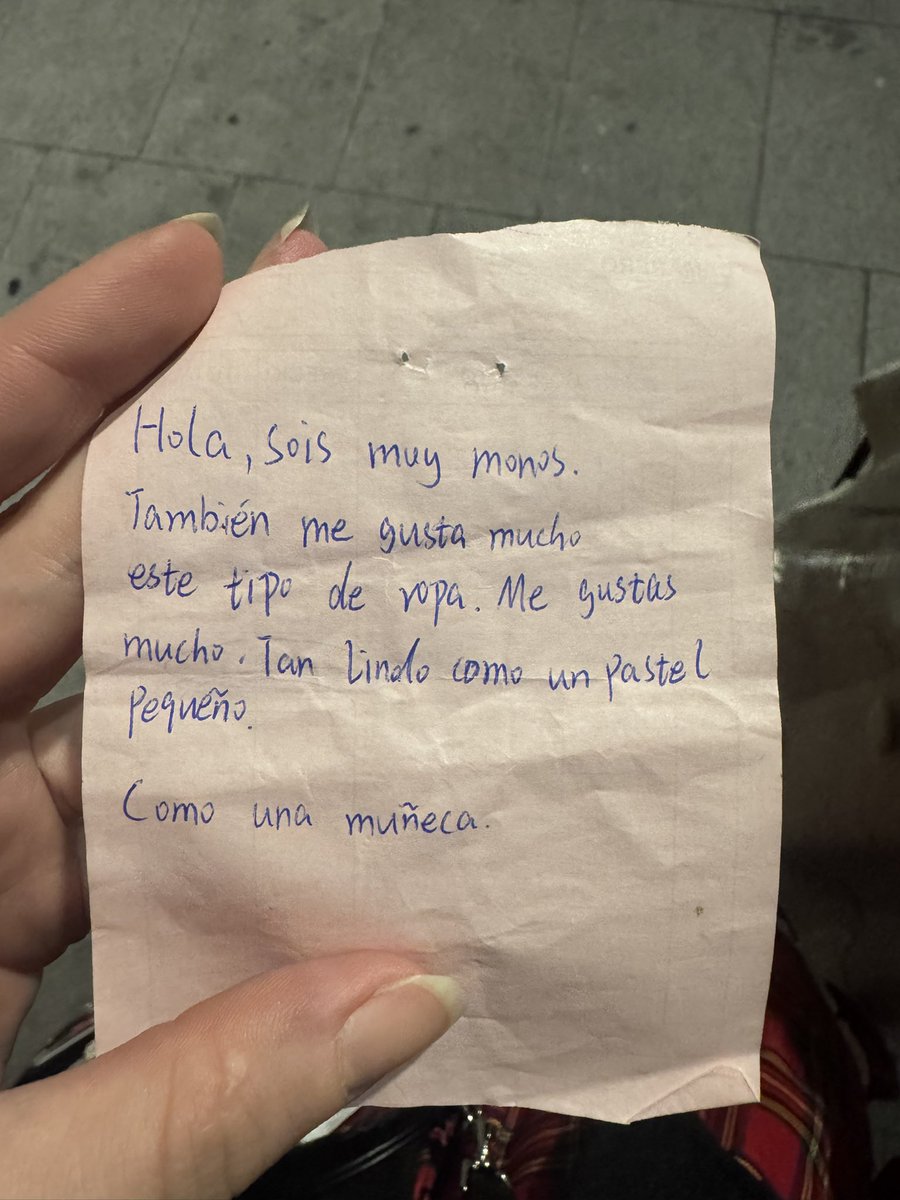 Hola, sois muy monos.
También me gusta mucho
este tipo de ropa. Me gustas
mucho. Tan lindo como un pastel
pequeño.
Como una muñeca.